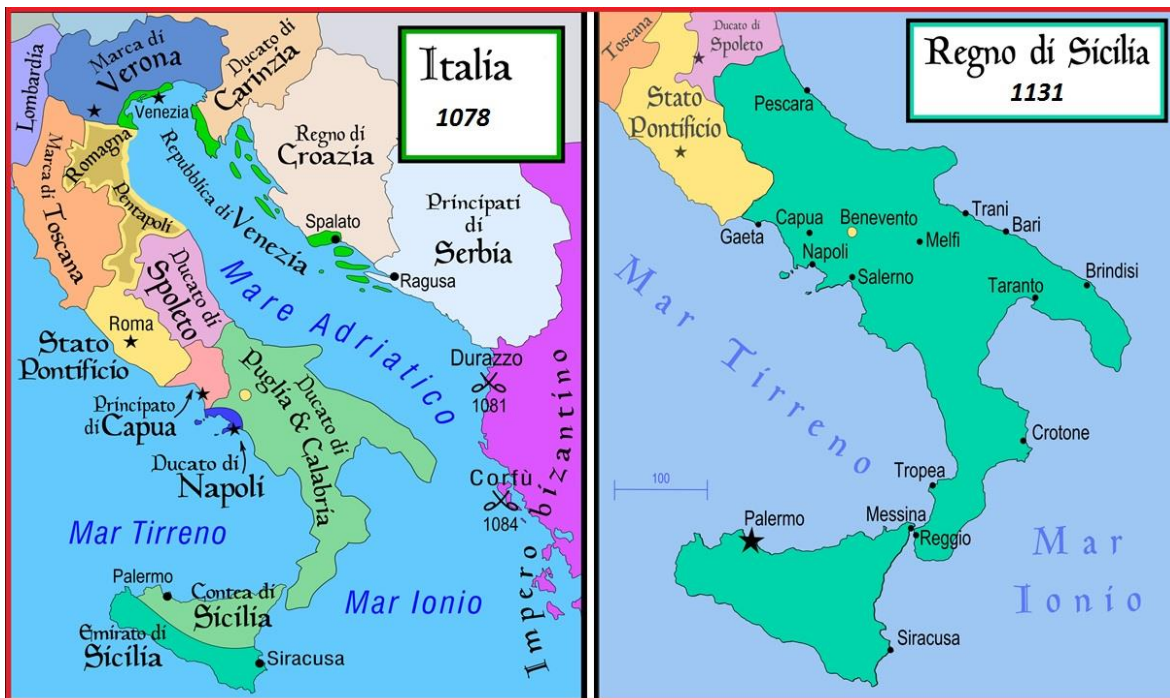 Italia
1078
Lombardia
Marca di
Verona
Ducato di
Carinzia
Venezia
Romagna
Marca di
Toscana
Pentapoli
Repubblica di
Venezia
Regno di
Croazia
Spalato
Principati
di
Serbia
Ragusa
Ducato di
Spoleto
Mare Adriatico
Roma
Stato
Pontificio
Principato
di Capua
Ducato di
Napoli
Ducato di
Puglia & Calabria
Durazzo
1081
Corfù
1084
Impero bizantino
Mar Tirreno
Mar Ionio
Palermo
Contea di
Sicilia
Emirato di
Sicilia
Siracusa
Regno di Sicilia
1131
Toscana
Ducato di
Spoleto
Stato
Pontificio
Pescara
Gaeta
Capua
Benevento
Napoli
Salerno
Melfi
Trani
Bari
Taranto
Brindisi
Mar
Tirreno
100
Crotone
Tropea
Messina
Reggio
Palermo
Mar
Ionio
Siracusa